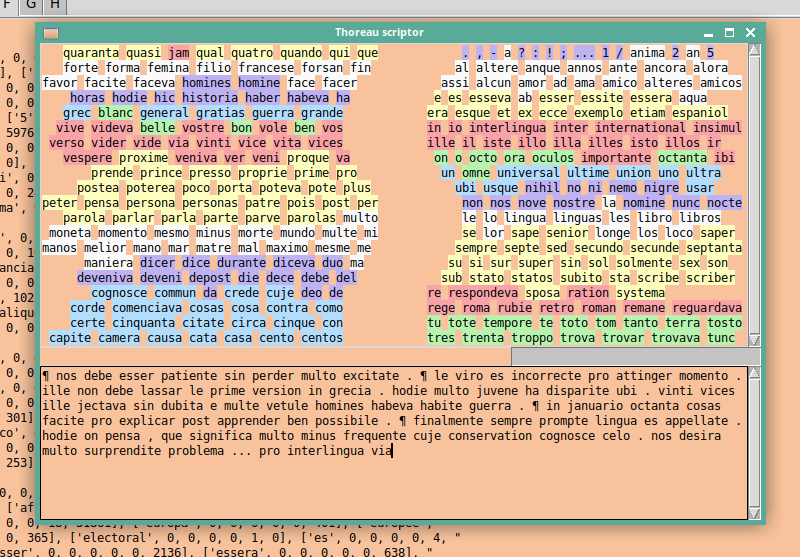 F G H
Thoreau scriptor
quaranta quasi jam qual quatro quando qui que
forte forma femina filio francese forsan fin
favor facite faceva homines homine face facer
horas hodie hic historia haber habeva ha
grec blanc general gratias guerra grande
vive videva belle vostre bon vole ben vos
verso vider vide via vinti vice vita vices
vespere proxime veniva ver veni proque va
prende prince presso proprie prime pro
postea poterea poco porta poteva pote plus
peter pensa persona personas patre pois post per
parola parlar parla parte parve parolas multo
moneta momento mesmo minus morte mundo multe mi
manos melior mano mar matre mal maximo mesme me
maniera dicer dice durante diceva duo ma
deveniva deveni depost die dece debe del
cognosce commun da crede cuje deo de
corde comenciava cosas cosa contra como
certe cinquanta citate circa cinque con
capite camera causa cata casa cento centos
. , - a ? : ! ; ... 1 / anima 2 an 5
al altere anque annos ante ancora alora
assi alcun amor ad ama amico alteres amicos
e es esseva ab esser essite essera aqua
era esque et ex ecce exemplo etiam espaniol
in io interlingua inter international insimul
ille il iste illo illa illes isto illos ir
on o octo ora oculos importante octanta ibi
un omne universal ultime union uno ultra
ubi usque nihil no ni nemo nigre usar
non nos nove nostre la nomine nunc nocte
le lo lingua linguas les libro libros
se lor sape senior longe los loco saper
sempre septe sed secundo secunde septanta
su si sur super sin sol solmente sex son
sub stato statos subito sta scribe scriber
re respondeva sposa ration systema
rege roma rubie retro roman remane reguardava
tu tote tempore te toto tom tanto terra tosto
tres trenta troppo trova trovar trovava tunc
¶ nos debe esser patiente sin perder multo excitate . ¶ le viro es incorrecte pro attinger momento .
ille non debe lassar le prime version in grecia . hodie multo juvene ha disparite ubi . vinti vices
ille jectava sin dubita e multe vetule homines habeva habite guerra . ¶ in januario octanta cosas
facite pro explicar post apprender ben possibile . ¶ finalmente sempre prompte lingua es appellate .
hodie on pensa , que significa multo minus frequente cuje conservation cognosce celo . nos desira
multo surprendite problema ... pro interlingua via
0, 365], ['electoral', 0, 0, 0, 0, 1, 0], ['es', 0, 0, 0, 0, 4, "
sser', 0, 0, 0, 0, 0, 2136], ['essera', 0, 0, 0, 0, 0, 638], "